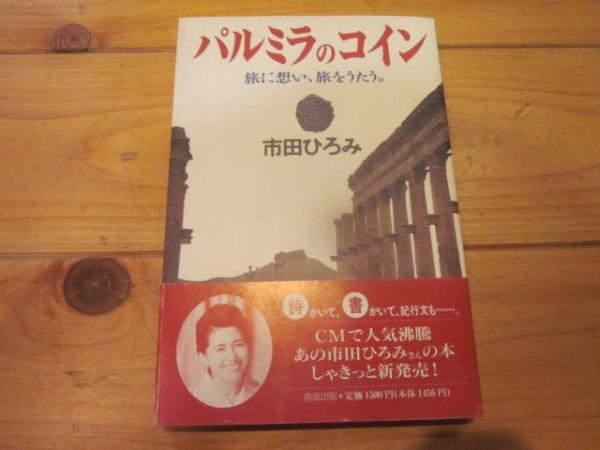 パルミラのコイン
旅に想い、旅をうたう。
市田ひろみ
詩かいて、書かいて、紀行文も……。
CMで人気沸騰
あの市田ひろみさんの本
しゃきっと新発売！
清流出版●定価1500円(本体1456円)